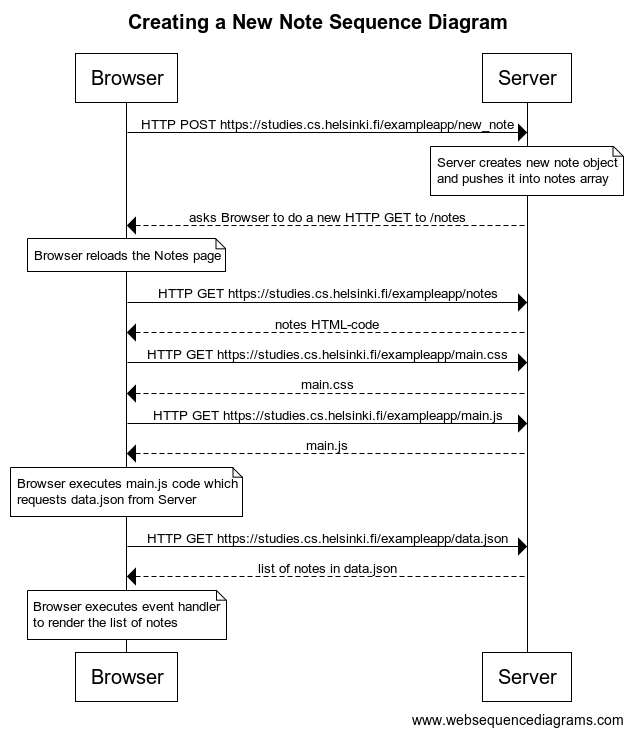 Creating a New Note Sequence Diagram
Browser
Server
HTTP POST https://studies.cs.helsinki.fi/exampleapp/new_note
Server creates new note object
and pushes it into notes array
asks Browser to do a new HTTP GET to /notes
Browser reloads the Notes page
HTTP GET https://studies.cs.helsinki.fi/exampleapp/notes
notes HTML-code
HTTP GET https://studies.cs.helsinki.fi/exampleapp/main.css
main.css
HTTP GET https://studies.cs.helsinki.fi/exampleapp/main.js
main.js
Browser executes main.js code which
requests data.json from Server
HTTP GET https://studies.cs.helsinki.fi/exampleapp/data.json
list of notes in data.json
Browser executes event handler
to render the list of notes
Browser
Server
www.websequencediagrams.com